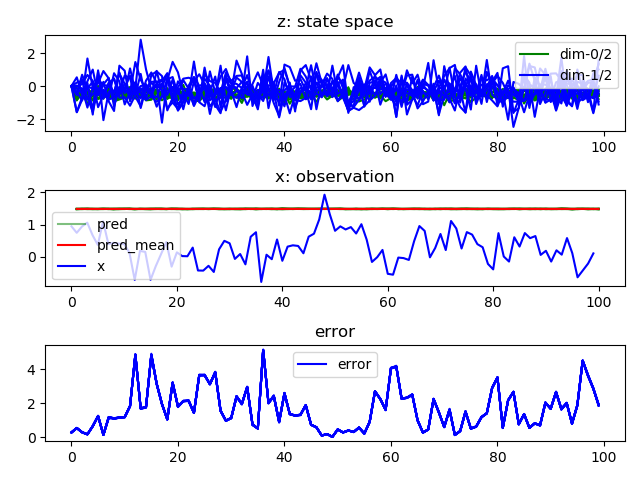 z: state space
2
0
−2
dim-0/2
dim-1/2
0 20 40 60 80 100
x: observation
2
1
0
pred
pred_mean
x
0 20 40 60 80 100
error
4
2
0
error
0 20 40 60 80 100